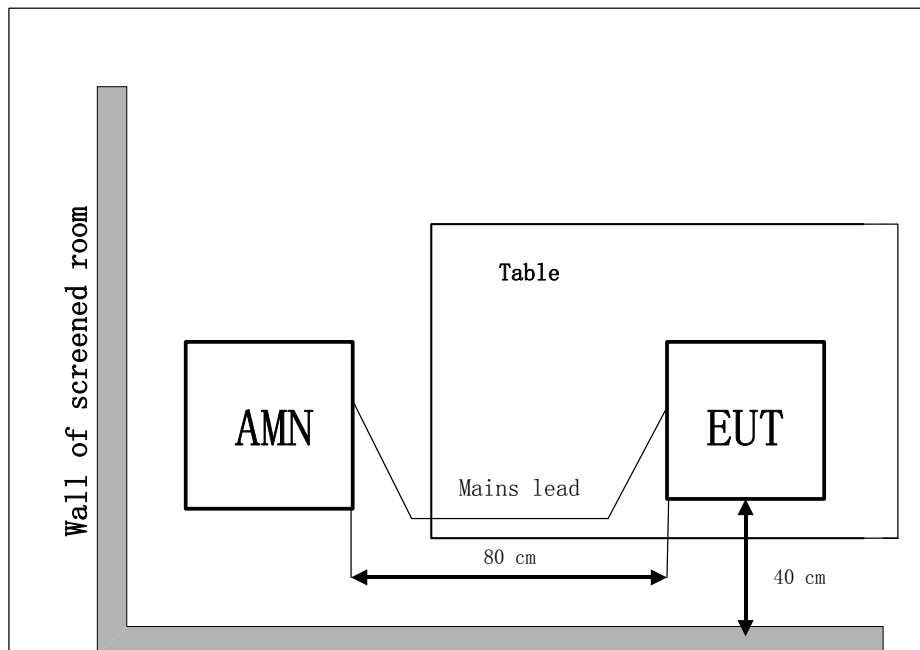 Wall of screened room
Table
AMN
EUT
Mains lead
80 cm
40 cm